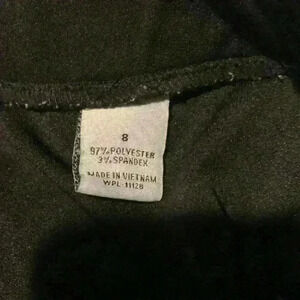 8
97% POLYESTER
3% SPANDEX
MADE IN VIETNAM
WPL 11128